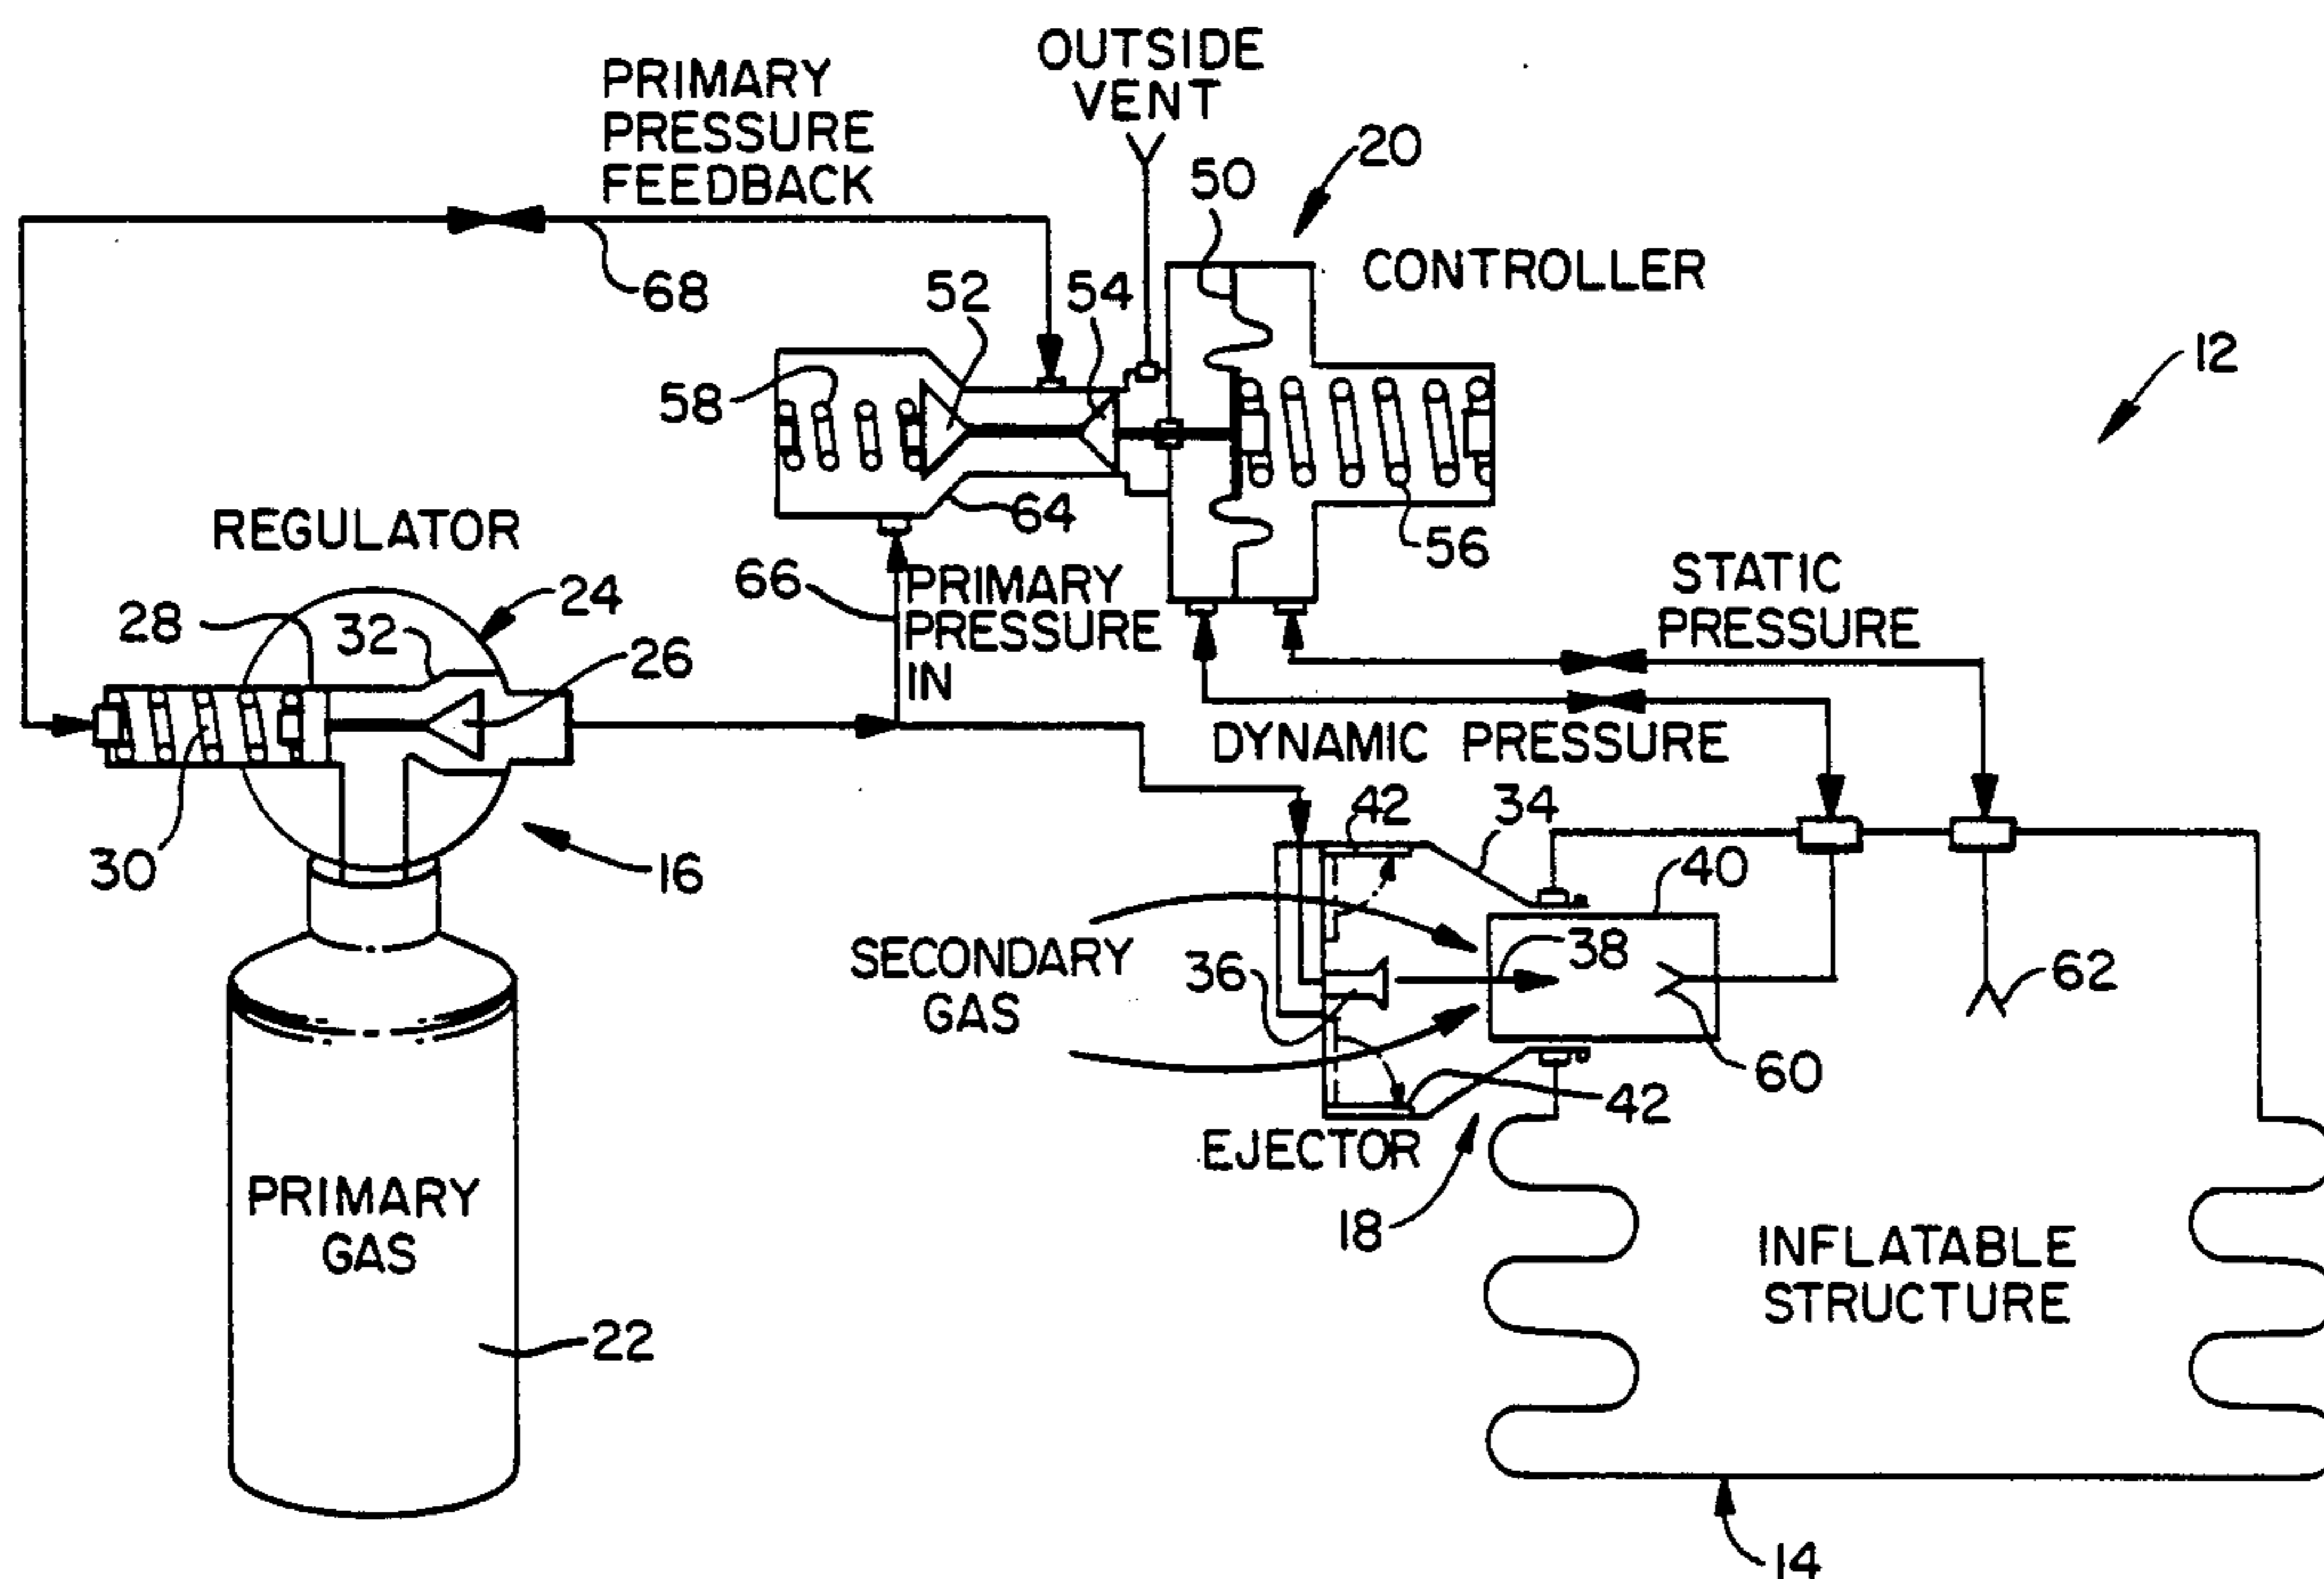 PRIMARY
PRESSURE
FEEDBACK
68
OUTSIDE
VENT
50
20
CONTROLLER
12
52
54
58
64
56
REGULATOR
24
28
32
26
30
16
66
PRIMARY
PRESSURE
IN
STATIC
PRESSURE
DYNAMIC PRESSURE
42
34
40
38
36
SECONDARY
GAS
62
60
42
EJECTOR
18
PRIMARY
GAS
22
INFLATABLE
STRUCTURE
14